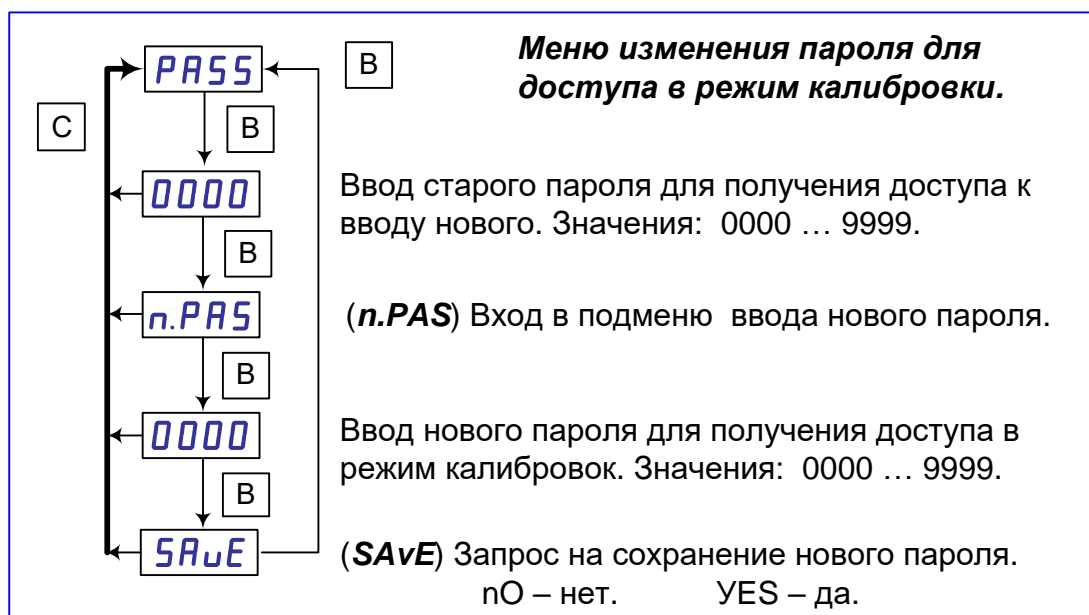 PASS
B
Меню изменения пароля для
доступа в режим калибровки.
C
B
0000
Ввод старого пароля для получения доступа к
вводу нового. Значения: 0000 … 9999.
B
n.PAS
(n.PAS) Вход в подменю ввода нового пароля.
B
0000
Ввод нового пароля для получения доступа в
режим калибровок. Значения: 0000 … 9999.
B
SAvE
(SAvE) Запрос на сохранение нового пароля.
nO – нет. УES – да.